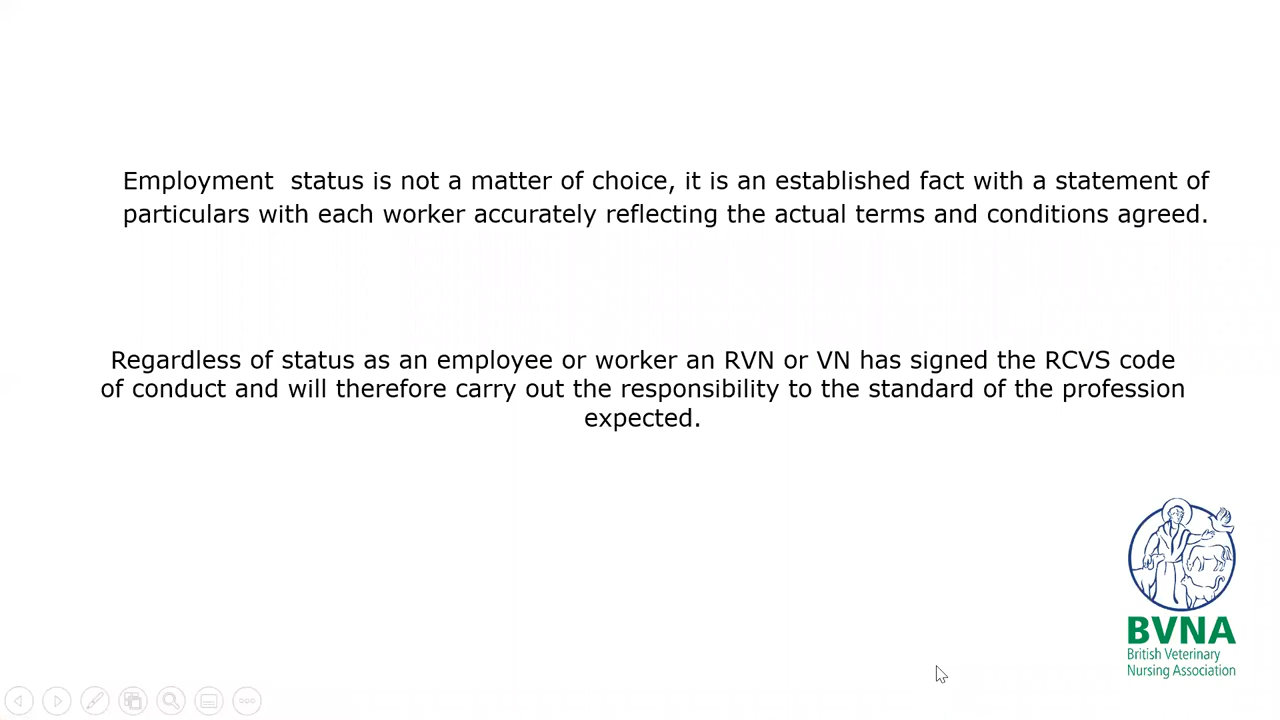 Employment  status is not a matter of choice, it is an established fact with a statement of
particulars with each worker accurately reflecting the actual terms and conditions agreed.
Regardless of status as an employee or worker an RVN or VN has signed the RCVS code
of conduct and will therefore carry out the responsibility to the standard of the profession
expected.
BVNA
British Veterinary
Nursing Association